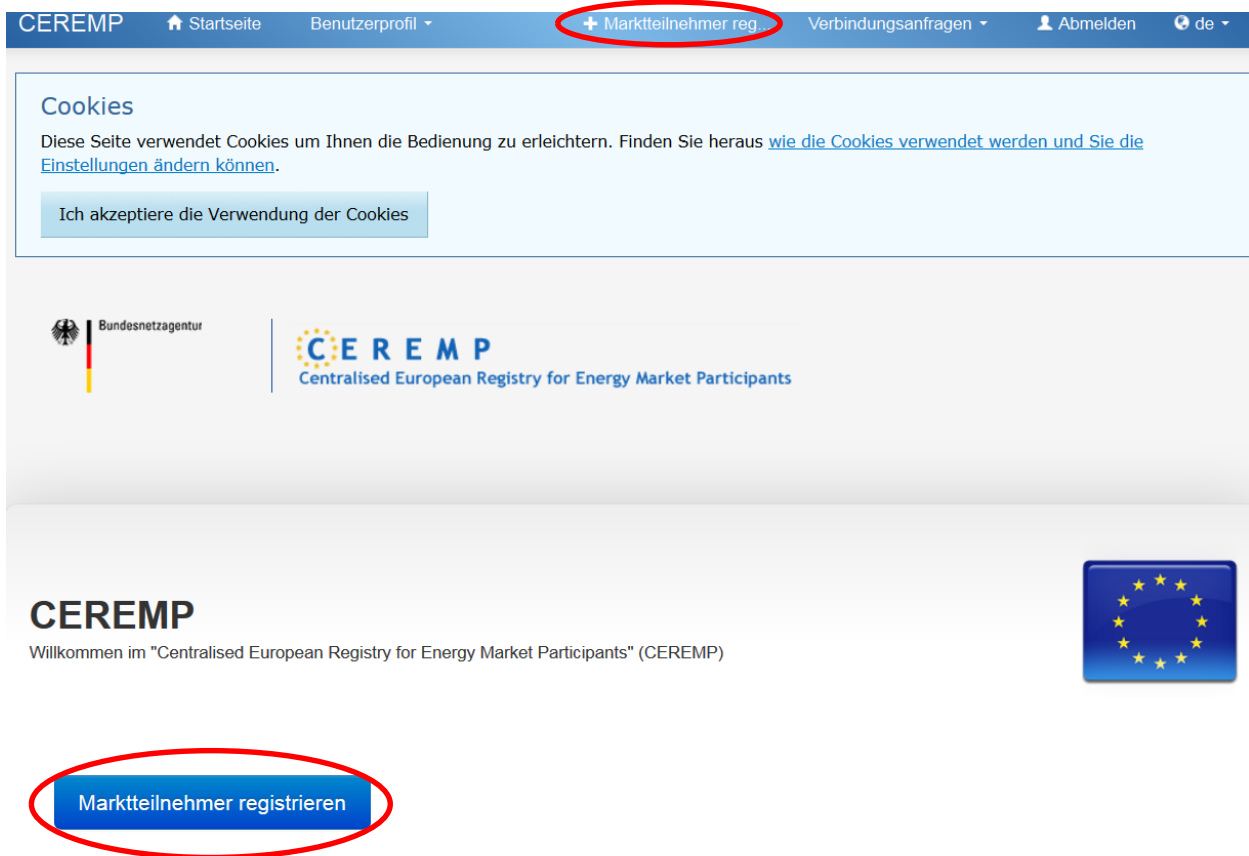 CEREMP Startseite Benutzerprofil + Marktteilnehmer reg... Verbindungsanfragen Abmelden de
Cookies
Diese Seite verwendet Cookies um Ihnen die Bedienung zu erleichtern. Finden Sie heraus wie die Cookies verwendet werden und Sie die
Einstellungen ändern können.
Ich akzeptiere die Verwendung der Cookies
Bundesnetzagentur
CEREMP
Centralised European Registry for Energy Market Participants
CEREMP
Willkommen im "Centralised European Registry for Energy Market Participants" (CEREMP)
Marktteilnehmer registrieren